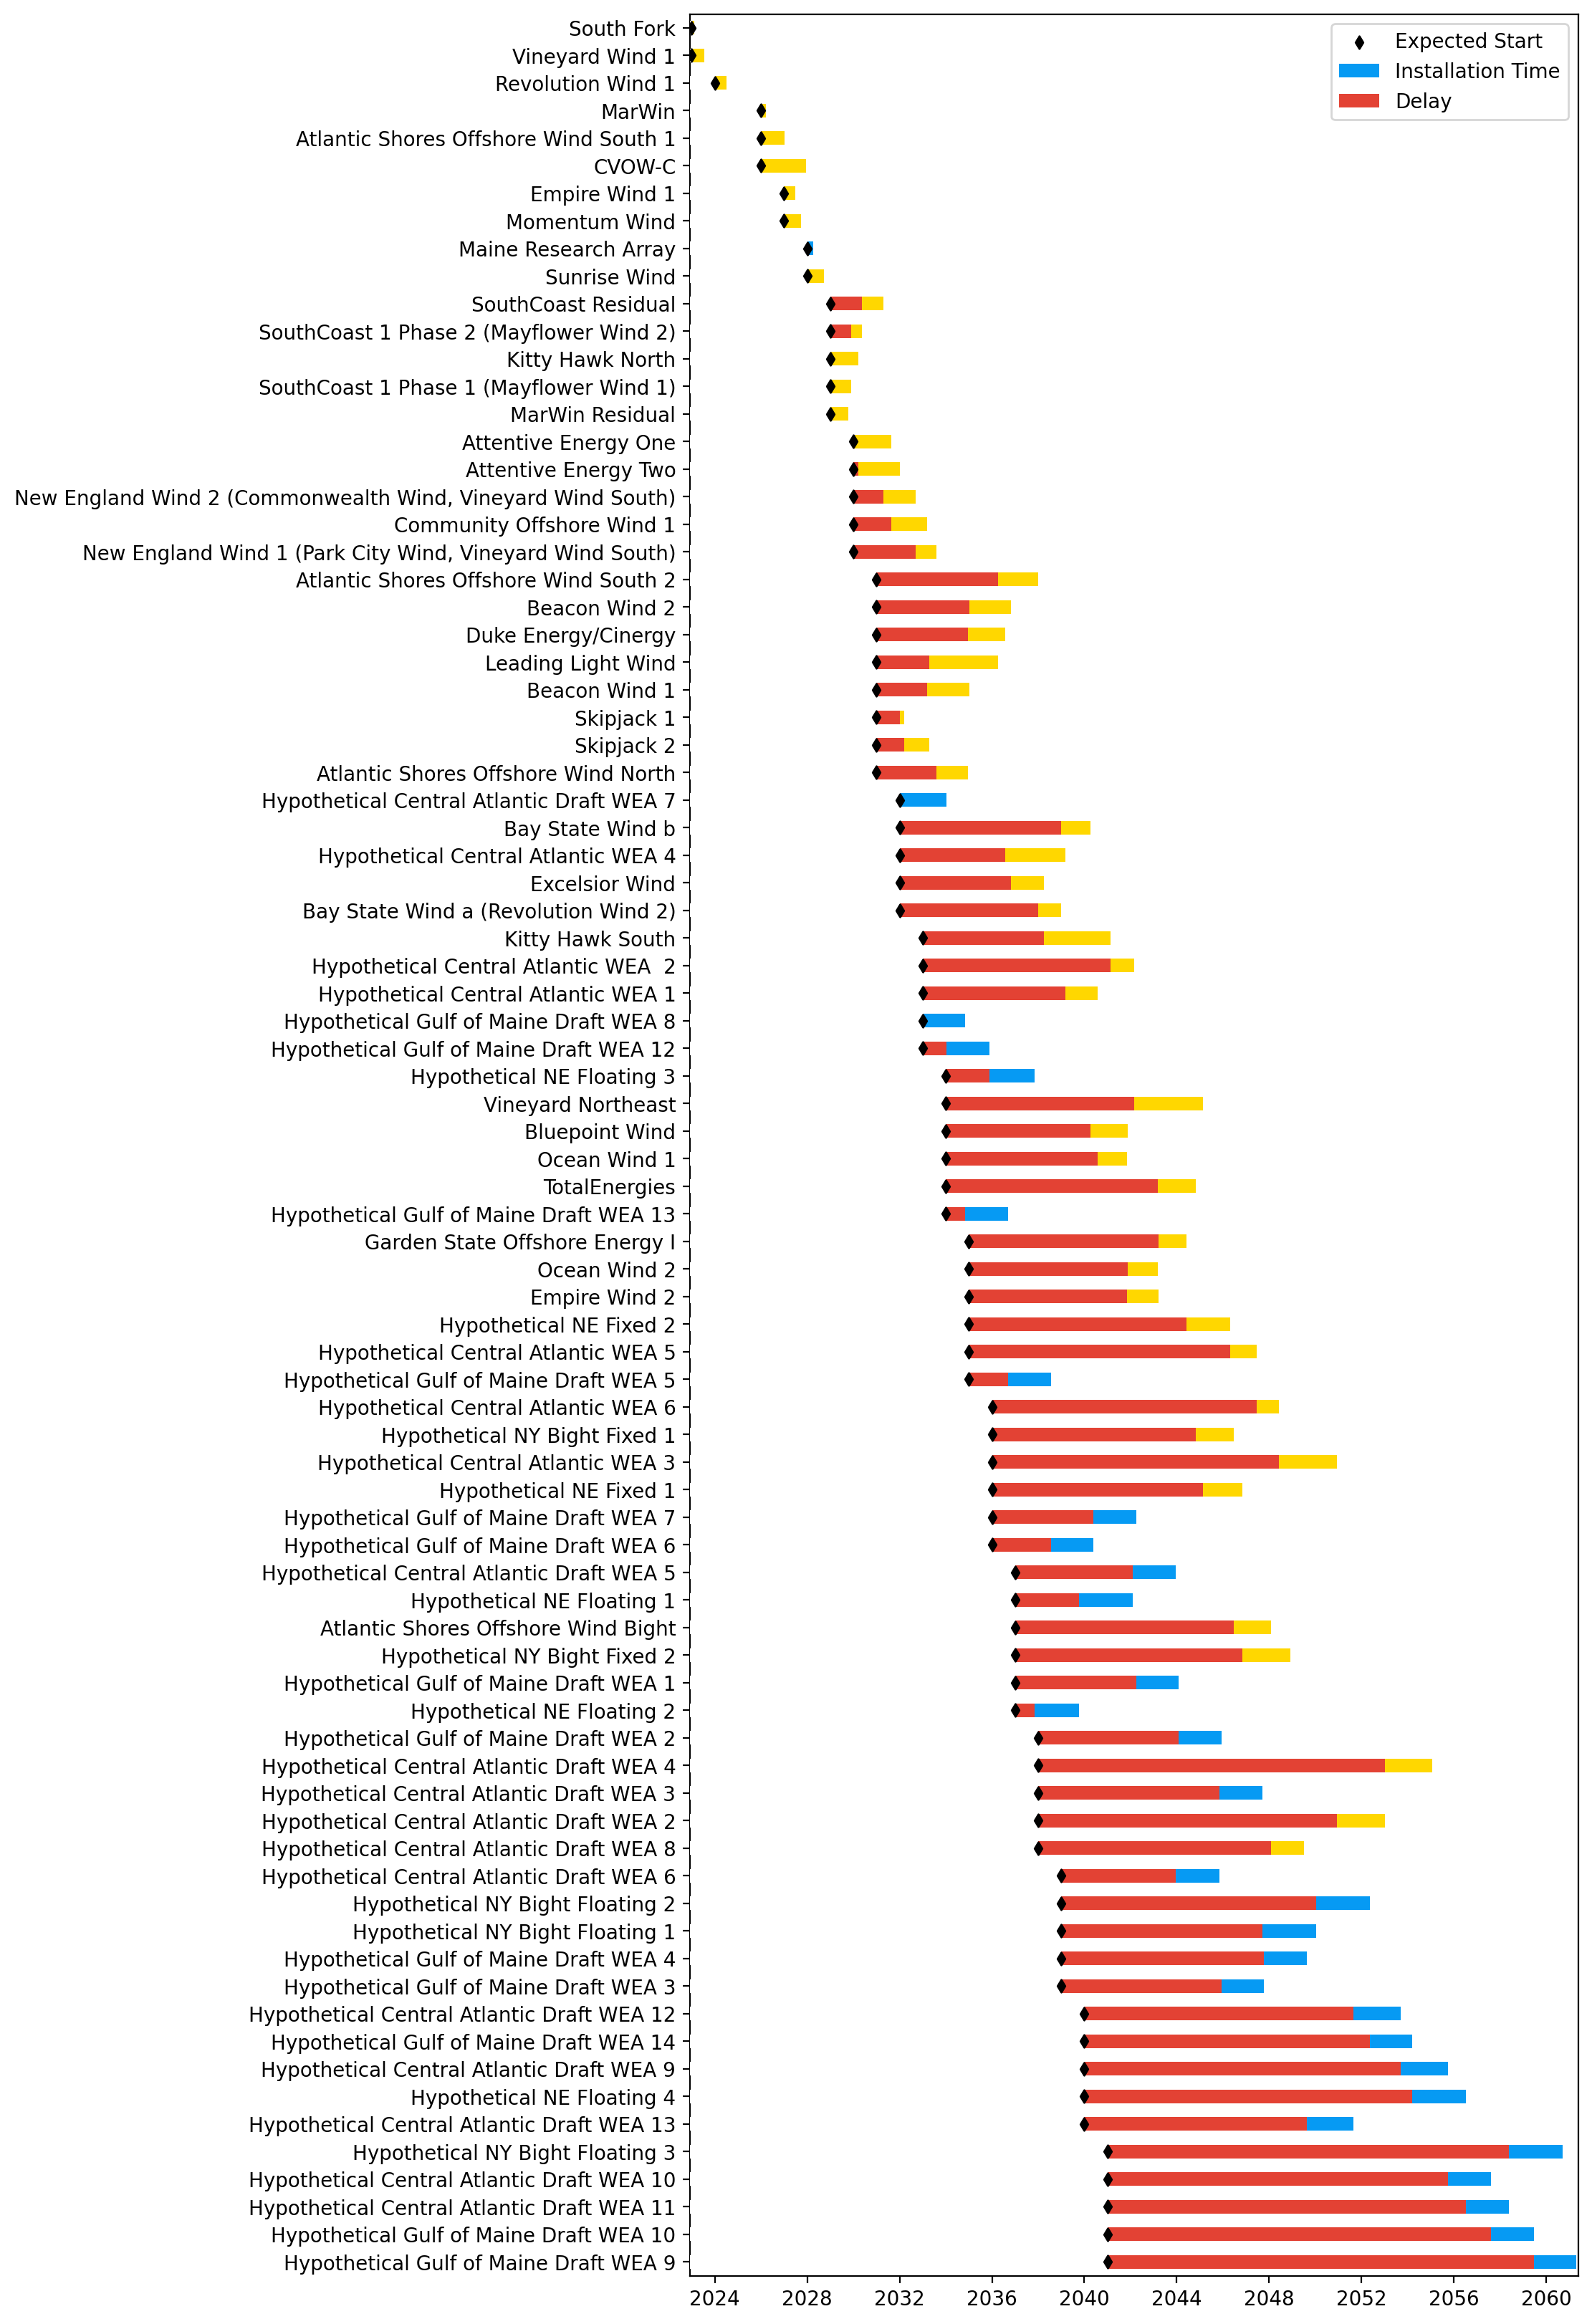 South Fork
Vineyard Wind 1
Revolution Wind 1
MarWin
Atlantic Shores Offshore Wind South 1
CVOW-C
Empire Wind 1
Momentum Wind
Maine Research Array
Sunrise Wind
SouthCoast Residual
SouthCoast 1 Phase 2 (Mayflower Wind 2)
Kitty Hawk North
SouthCoast 1 Phase 1 (Mayflower Wind 1)
MarWin Residual
Attentive Energy One
Attentive Energy Two
New England Wind 2 (Commonwealth Wind, Vineyard Wind South)
Community Offshore Wind 1
New England Wind 1 (Park City Wind, Vineyard Wind South)
Atlantic Shores Offshore Wind South 2
Beacon Wind 2
Duke Energy/Cinergy
Leading Light Wind
Beacon Wind 1
Skipjack 1
Skipjack 2
Atlantic Shores Offshore Wind North
Hypothetical Central Atlantic Draft WEA 7
Bay State Wind b
Hypothetical Central Atlantic WEA 4
Excelsior Wind
Bay State Wind a (Revolution Wind 2)
Kitty Hawk South
Hypothetical Central Atlantic WEA  2
Hypothetical Central Atlantic WEA 1
Hypothetical Gulf of Maine Draft WEA 8
Hypothetical Gulf of Maine Draft WEA 12
Hypothetical NE Floating 3
Vineyard Northeast
Bluepoint Wind
Ocean Wind 1
TotalEnergies
Hypothetical Gulf of Maine Draft WEA 13
Garden State Offshore Energy I
Ocean Wind 2
Empire Wind 2
Hypothetical NE Fixed 2
Hypothetical Central Atlantic WEA 5
Hypothetical Gulf of Maine Draft WEA 5
Hypothetical Central Atlantic WEA 6
Hypothetical NY Bight Fixed 1
Hypothetical Central Atlantic WEA 3
Hypothetical NE Fixed 1
Hypothetical Gulf of Maine Draft WEA 7
Hypothetical Gulf of Maine Draft WEA 6
Hypothetical Central Atlantic Draft WEA 5
Hypothetical NE Floating 1
Atlantic Shores Offshore Wind Bight
Hypothetical NY Bight Fixed 2
Hypothetical Gulf of Maine Draft WEA 1
Hypothetical NE Floating 2
Hypothetical Gulf of Maine Draft WEA 2
Hypothetical Central Atlantic Draft WEA 4
Hypothetical Central Atlantic Draft WEA 3
Hypothetical Central Atlantic Draft WEA 2
Hypothetical Central Atlantic Draft WEA 8
Hypothetical Central Atlantic Draft WEA 6
Hypothetical NY Bight Floating 2
Hypothetical NY Bight Floating 1
Hypothetical Gulf of Maine Draft WEA 4
Hypothetical Gulf of Maine Draft WEA 3
Hypothetical Central Atlantic Draft WEA 12
Hypothetical Gulf of Maine Draft WEA 14
Hypothetical Central Atlantic Draft WEA 9
Hypothetical NE Floating 4
Hypothetical Central Atlantic Draft WEA 13
Hypothetical NY Bight Floating 3
Hypothetical Central Atlantic Draft WEA 10
Hypothetical Central Atlantic Draft WEA 11
Hypothetical Gulf of Maine Draft WEA 10
Hypothetical Gulf of Maine Draft WEA 9
Expected Start
Installation Time
Delay
2024 2028 2032 2036 2040 2044 2048 2052 2056 2060